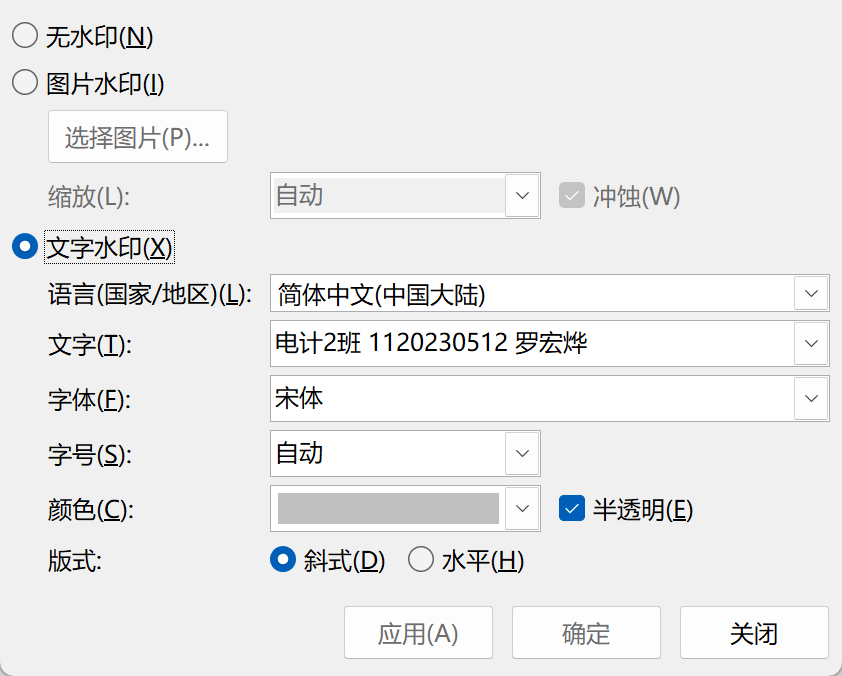 无水印(N)
图片水印(I)
选择图片(P)...
缩放(L): 自动 冲蚀(W)
文字水印(X)
语言(国家/地区)(L): 简体中文(中国大陆)
文字(T): 电计2班 1120230512 罗宏烨
字体(F): 宋体
字号(S): 自动
颜色(C): 半透明(E)
版式: 斜式(D) 水平(H)
应用(A) 确定 关闭